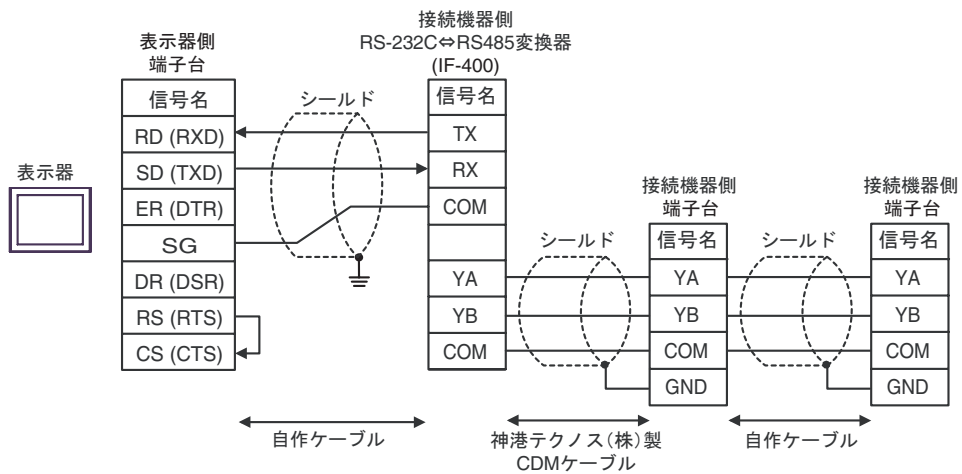 接続機器側
RS-232C⇔RS485変換器
(IF-400)
表示器側
端子台
信号名
RD (RXD)
SD (TXD)
ER (DTR)
SG
DR (DSR)
RS (RTS)
CS (CTS)
シールド
信号名
TX
RX
COM
YA
YB
COM
表示器
接続機器側
端子台
シールド
信号名
YA
YB
COM
GND
接続機器側
端子台
シールド
信号名
YA
YB
COM
GND
自作ケーブル
神港テクノス(株)製
CDMケーブル
自作ケーブル